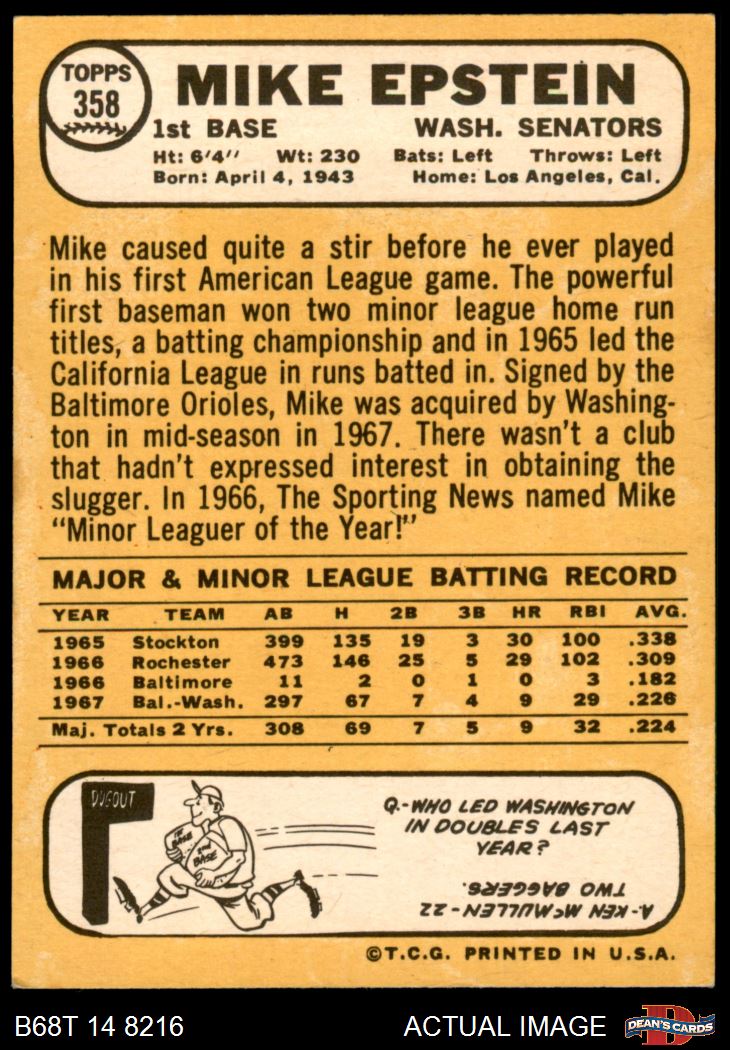 TOPPS
358
MIKE EPSTEIN
1st BASE WASH. SENATORS
Ht: 6'4" Wt: 230 Bats: Left Throws: Left
Born: April 4, 1943 Home: Los Angeles, Cal.
Mike caused quite a stir before he ever played
in his first American League game. The powerful
first baseman won two minor league home run
titles, a batting championship and in 1965 led the
California League in runs batted in. Signed by the
Baltimore Orioles, Mike was acquired by Washing-
ton in mid-season in 1967. There wasn't a club
that hadn't expressed interest in obtaining the
slugger. In 1966, The Sporting News named Mike
"Minor Leaguer of the Year!"
MAJOR & MINOR LEAGUE BATTING RECORD
YEAR TEAM AB H 2B 3B HR RBI AVG.
1965 Stockton 399 135 19 3 30 100 .338
1966 Rochester 473 146 25 5 29 102 .309
1966 Baltimore 11 2 0 1 0 3 .182
1967 Bal.-Wash. 297 67 7 4 9 29 .226
Maj. Totals 2 Yrs. 308 69 7 5 9 32 .224
DUGOUT
1ST
BASE
2ND
BASE
Q.-WHO LED WASHINGTON
IN DOUBLES LAST
YEAR?
A.-KEN McMULLEN-22
TWO BAGGERS.
©T.C.G. PRINTED IN U.S.A.
B68T 14 8216 ACTUAL IMAGE
D
DEAN'S CARDS